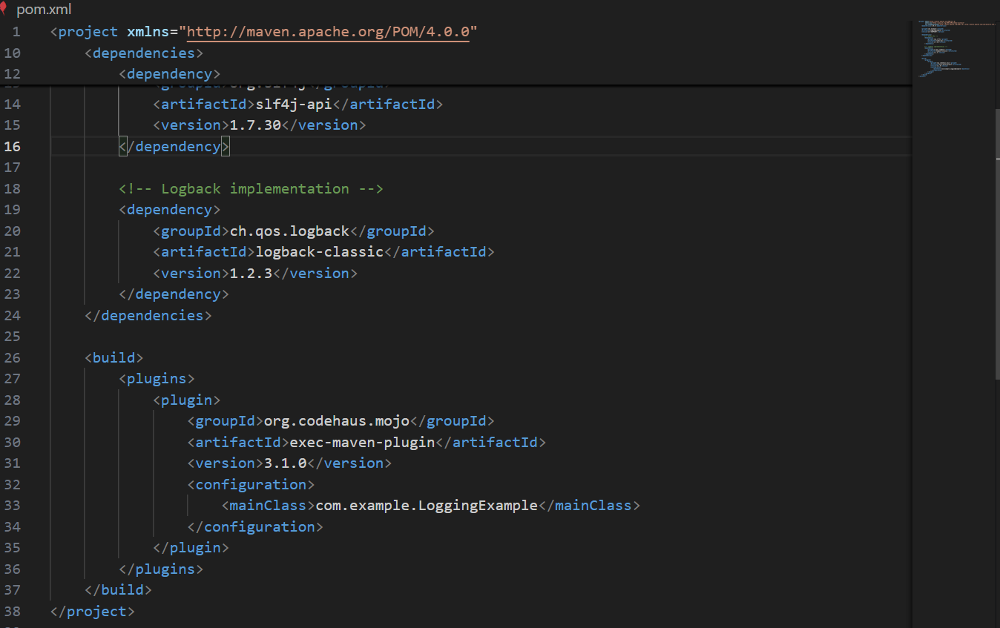 pom.xml
1 <project xmlns="http://maven.apache.org/POM/4.0.0"
10 <dependencies>
12 <dependency>
14 <artifactId>slf4j-api</artifactId>
15 <version>1.7.30</version>
16 </dependency>
17
18 <!-- Logback implementation -->
19 <dependency>
20 <groupId>ch.qos.logback</groupId>
21 <artifactId>logback-classic</artifactId>
22 <version>1.2.3</version>
23 </dependency>
24 </dependencies>
25
26 <build>
27 <plugins>
28 <plugin>
29 <groupId>org.codehaus.mojo</groupId>
30 <artifactId>exec-maven-plugin</artifactId>
31 <version>3.1.0</version>
32 <configuration>
33 <mainClass>com.example.LoggingExample</mainClass>
34 </configuration>
35 </plugin>
36 </plugins>
37 </build>
38 </project>